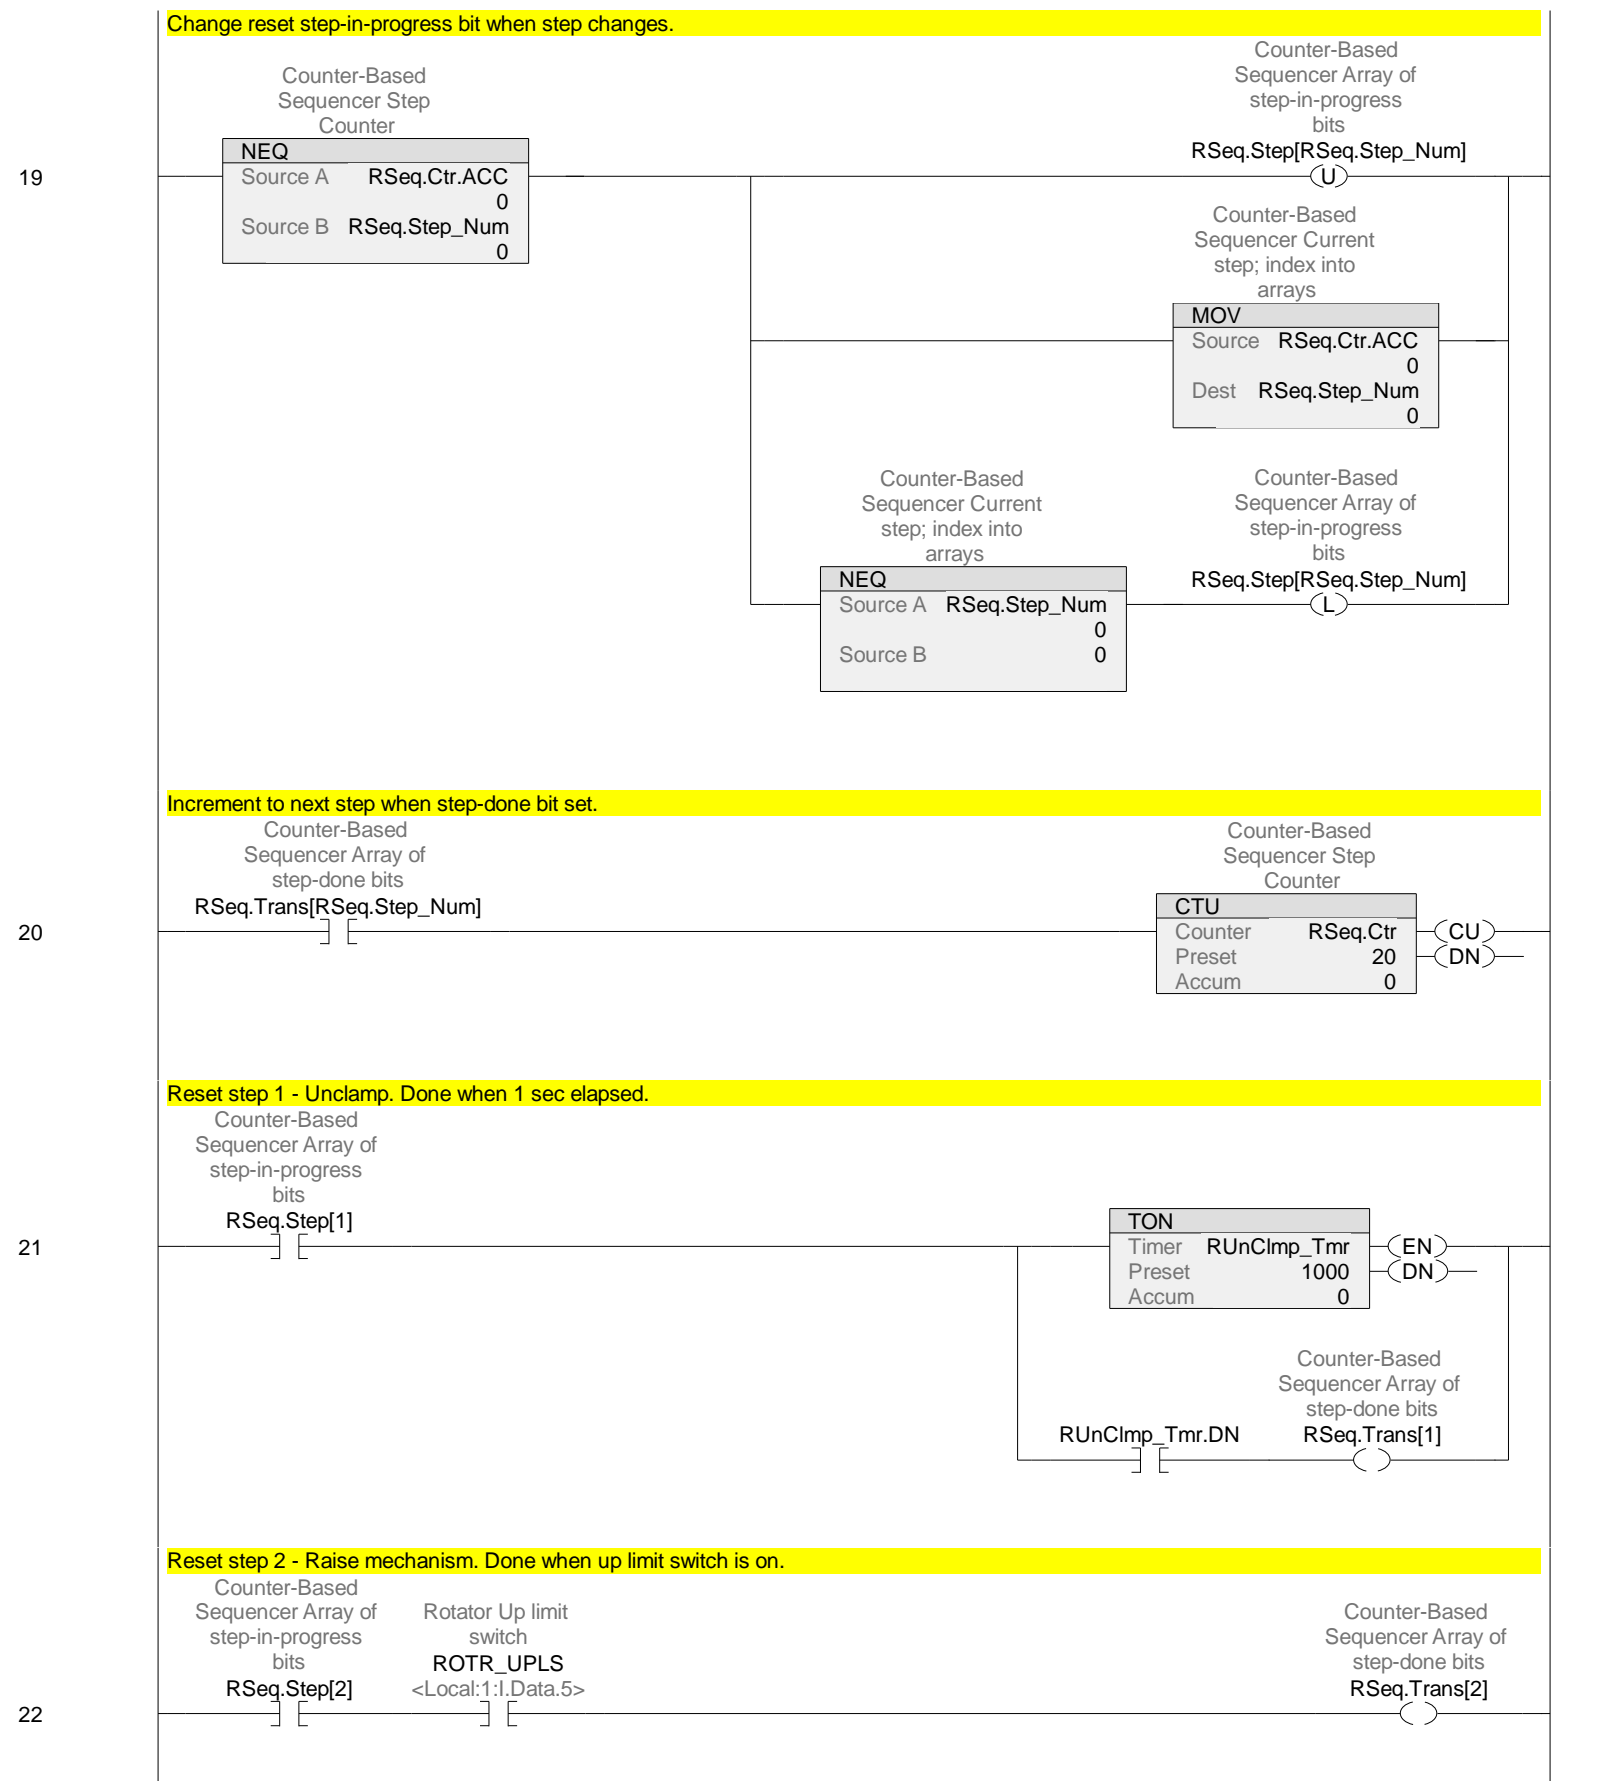 Change reset step-in-progress bit when step changes.
Counter-Based
Sequencer Step
Counter
NEQ
Source A RSeq.Ctr.ACC
0
Source B RSeq.Step_Num
0
19
Counter-Based
Sequencer Array of
step-in-progress
bits
RSeq.Step[RSeq.Step_Num]
U
Counter-Based
Sequencer Current
step; index into
arrays
MOV
Source RSeq.Ctr.ACC
0
Dest RSeq.Step_Num
0
Counter-Based
Sequencer Current
step; index into
arrays
NEQ
Source A RSeq.Step_Num
0
Source B 0
Counter-Based
Sequencer Array of
step-in-progress
bits
RSeq.Step[RSeq.Step_Num]
L
Increment to next step when step-done bit set.
Counter-Based
Sequencer Array of
step-done bits
RSeq.Trans[RSeq.Step_Num]
20
Counter-Based
Sequencer Step
Counter
CTU
Counter RSeq.Ctr
Preset 20
Accum 0
CU
DN
Reset step 1 - Unclamp. Done when 1 sec elapsed.
Counter-Based
Sequencer Array of
step-in-progress
bits
RSeq.Step[1]
21
TON
Timer RUnClmp_Tmr
Preset 1000
Accum 0
EN
DN
RUnClmp_Tmr.DN
Counter-Based
Sequencer Array of
step-done bits
RSeq.Trans[1]
Reset step 2 - Raise mechanism. Done when up limit switch is on.
Counter-Based
Sequencer Array of
step-in-progress
bits
RSeq.Step[2]
22
Rotator Up limit
switch
ROTR_UPLS
<Local:1:I.Data.5>
Counter-Based
Sequencer Array of
step-done bits
RSeq.Trans[2]